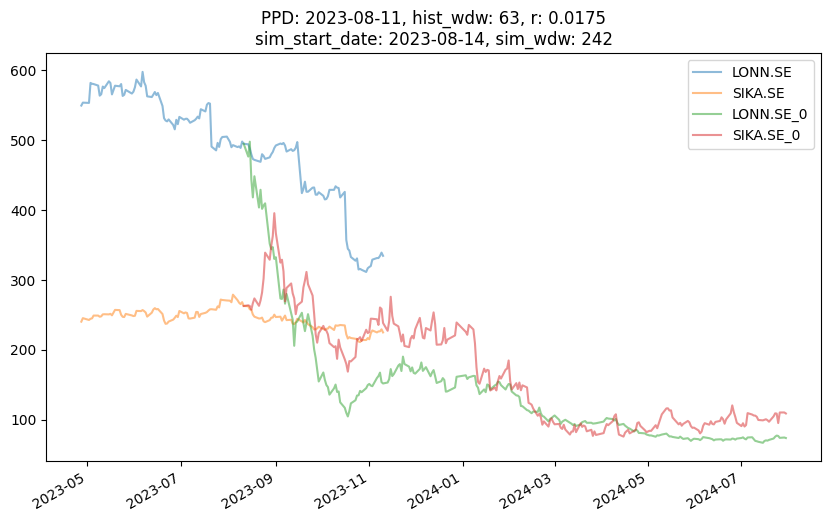 PPD: 2023-08-11, hist_wdw: 63, r: 0.0175
sim_start_date: 2023-08-14, sim_wdw: 242
600
500
400
300
200
100
LONN.SE
SIKA.SE
LONN.SE_0
SIKA.SE_0
2023-05
2023-07
2023-09
2023-11
2024-01
2024-03
2024-05
2024-07